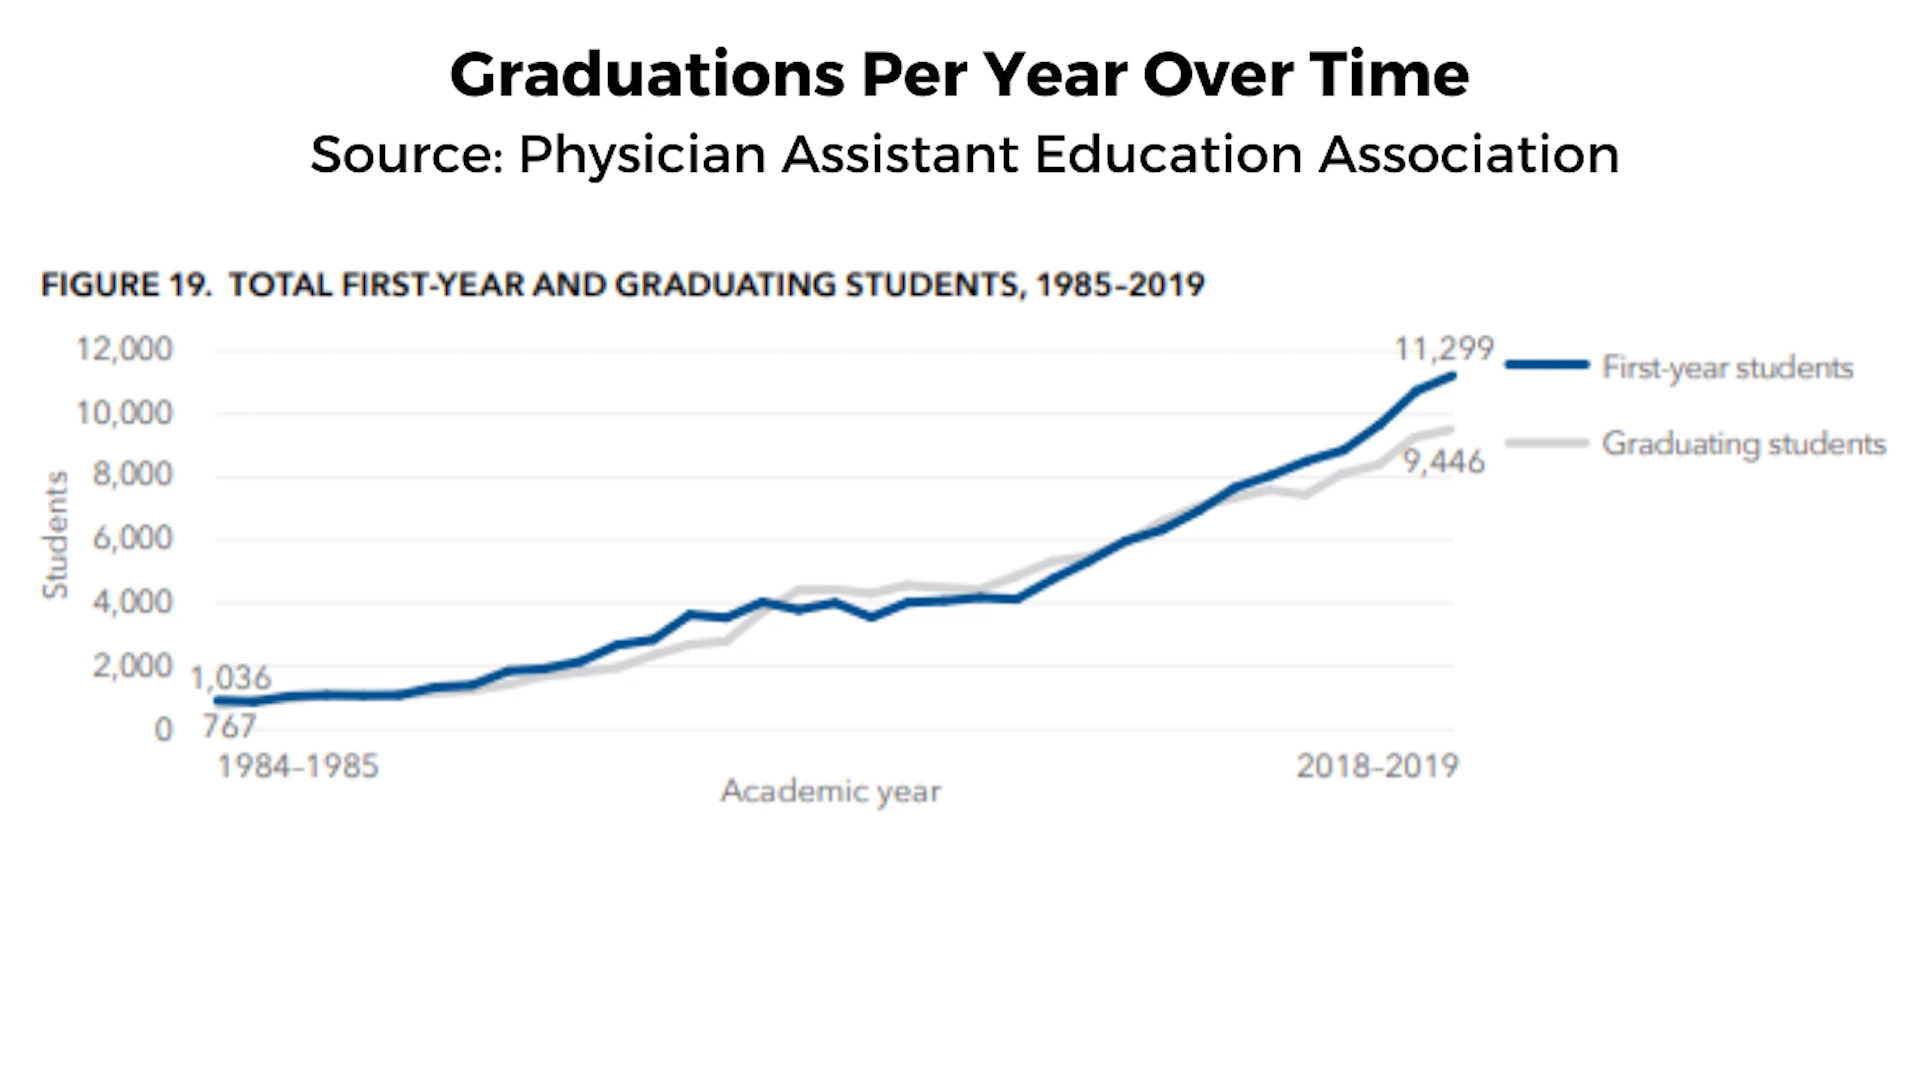 Graduations Per Year Over Time
Source: Physician Assistant Education Association
FIGURE 19. TOTAL FIRST-YEAR AND GRADUATING STUDENTS, 1985–2019
12,000
10,000
8,000
6,000
4,000
2,000
0
Students
1,036
767
11,299
9,446
First-year students
Graduating students
1984–1985
2018–2019
Academic year